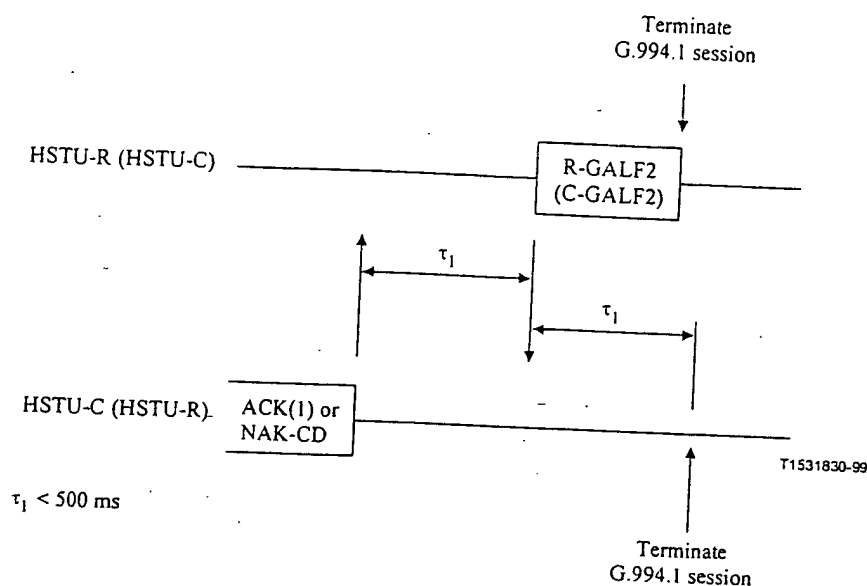 Terminate
G.994.1 session
HSTU-R (HSTU-C)
R-GALF2
(C-GALF2)
τ1
τ1
HSTU-C (HSTU-R)
ACK(1) or
NAK-CD
T1531830-99
τ1 < 500 ms
Terminate
G.994.1 session